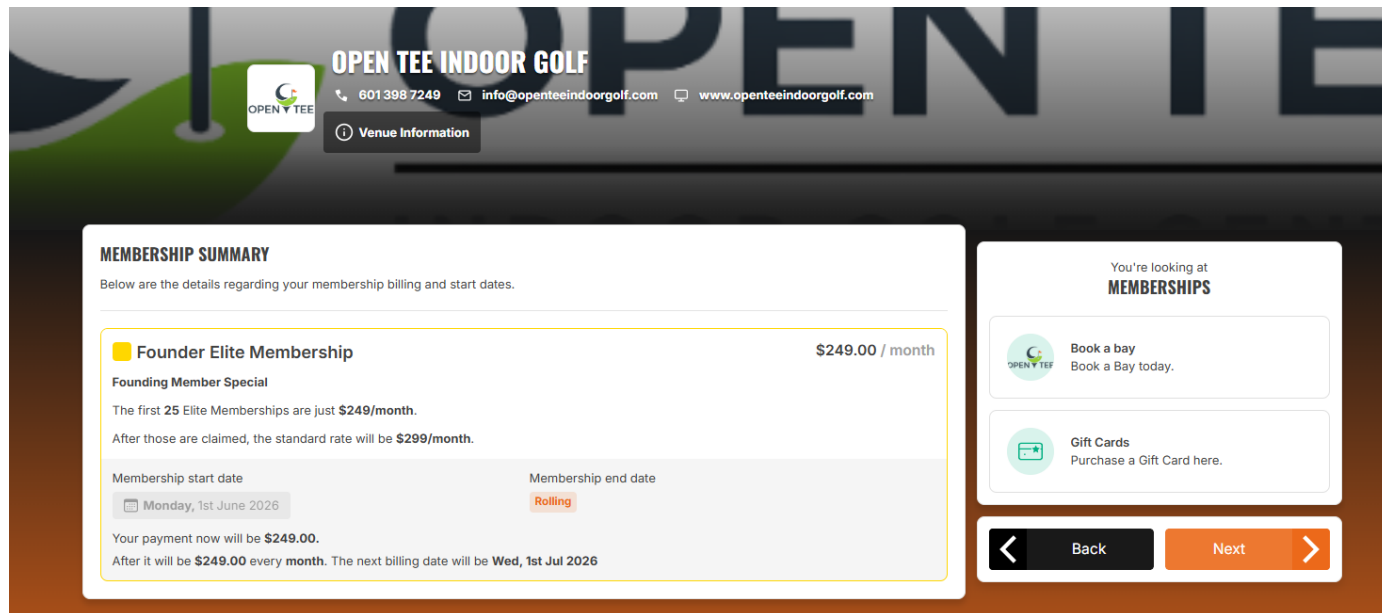 OPEN TEE
OPEN TEE INDOOR GOLF
601 398 7249 info@openteeindoorgolf.com www.openteeindoorgolf.com
OPEN TEE
Venue Information
MEMBERSHIP SUMMARY
Below are the details regarding your membership billing and start dates.
Founder Elite Membership $249.00 / month
Founding Member Special
The first 25 Elite Memberships are just $249/month.
After those are claimed, the standard rate will be $299/month.
Membership start date Membership end date
Monday, 1st June 2026 Rolling
Your payment now will be $249.00.
After it will be $249.00 every month. The next billing date will be Wed, 1st Jul 2026
You're looking at
MEMBERSHIPS
Book a bay
OPEN TEE Book a Bay today.
Gift Cards
Purchase a Gift Card here.
Back Next